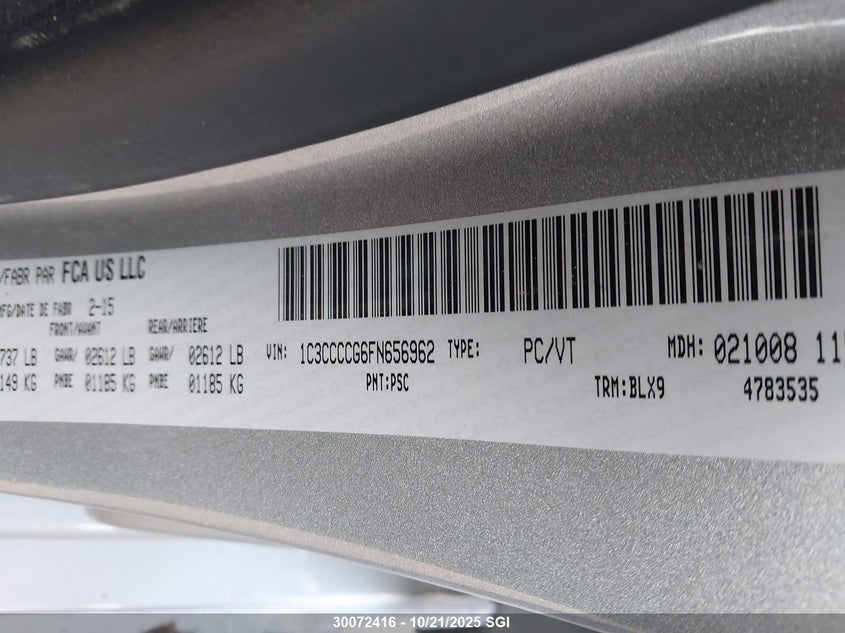 /FABR PAR FCA US LLC
MFG/DATE DE FABR 2-15
FRONT/AVANT REAR/ARRIERE
737 LB GAWR/ 02612 LB GAWR/ 02612 LB
149 KG PNBE 01185 KG PNBE 01185 KG
VIN: 1C3CCCCG6FN656962 TYPE: PC/VT MDH: 021008 11
PNT:PSC TRM:BLX9 4783535
30072416 - 10/21/2025 SGI